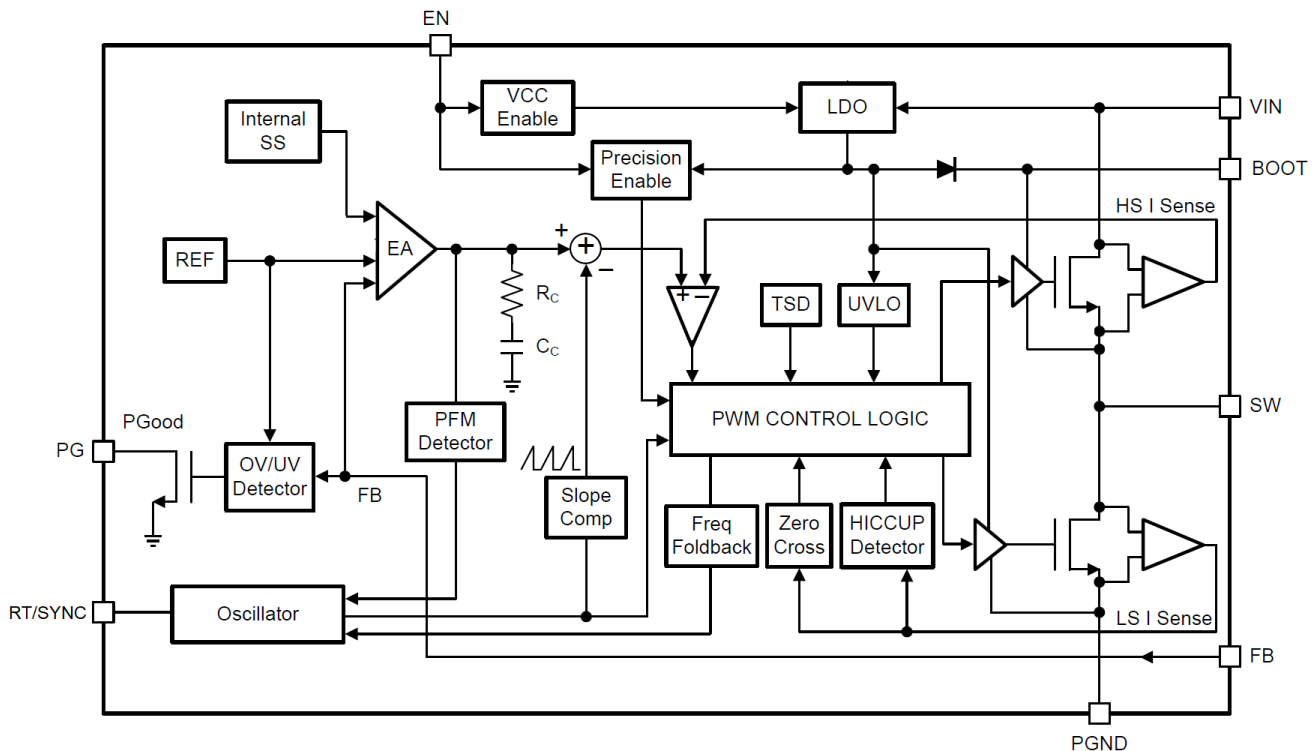 EN
VCC
Enable
LDO
VIN
Internal
SS
Precision
Enable
BOOT
HS I Sense
REF
EA
+
+
−
RC
CC
+ −
TSD
UVLO
PWM CONTROL LOGIC
SW
PGood
PG
OV/UV
Detector
FB
PFM
Detector
Slope
Comp
Freq
Foldback
Zero
Cross
HICCUP
Detector
RT/SYNC
Oscillator
LS I Sense
FB
PGND